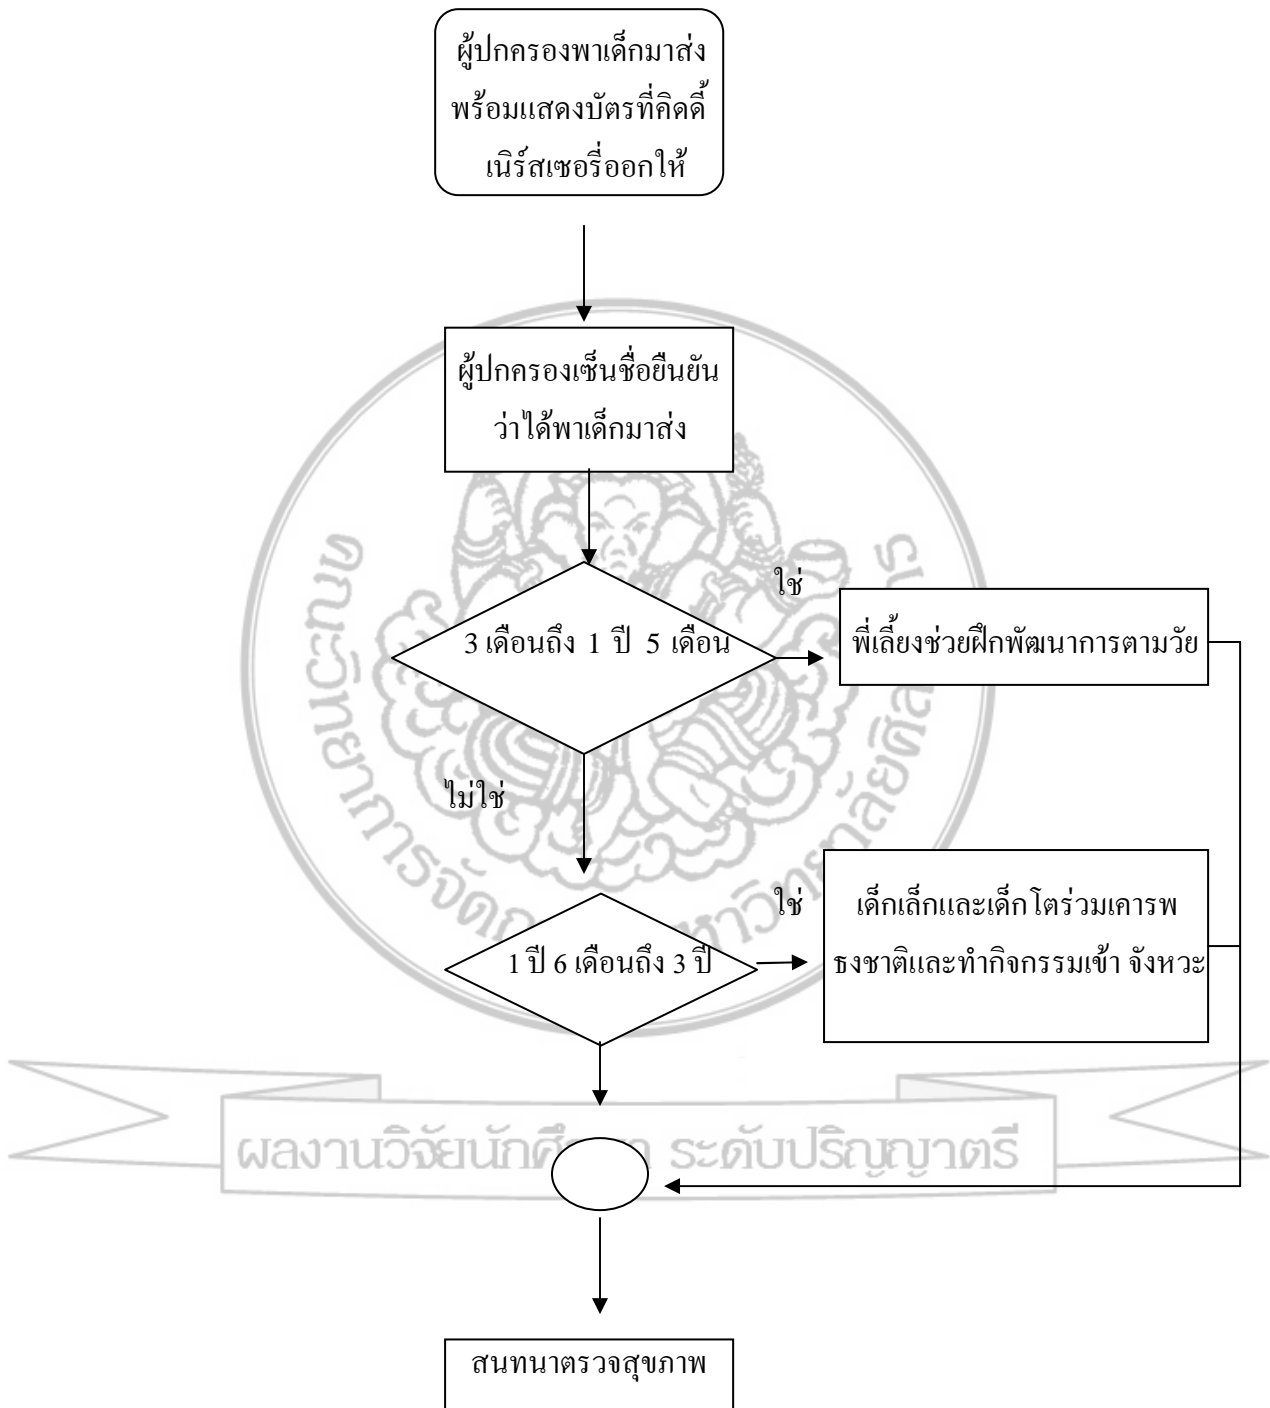 ผู้ปกครองพาเด็กมาส่ง
พร้อมแสดงบัตรที่คิดดี้
เนิร์สเซอรี่ออกให้
ผู้ปกครองเซ็นชื่อยืนยัน
ว่าได้พาเด็กมาส่ง
3 เดือนถึง 1 ปี 5 เดือน
ใช่
พี่เลี้ยงช่วยฝึกพัฒนาการตามวัย
ไม่ใช่
1 ปี 6 เดือนถึง 3 ปี
ใช่
เด็กเล็กและเด็กโตร่วมเคารพ
ธงชาติและทำกิจกรรมเข้า จังหวะ
ผลงานวิจัยนักศึ ระดับปริญญาตรี
สนทนาตรวจสุขภาพ